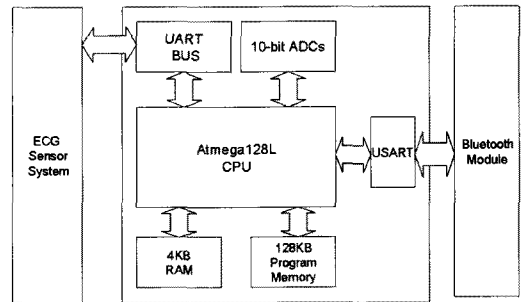 UART
BUS
10-bit ADCs
ECG
Sensor
System
Atmega128L
CPU
USART
Bluetooth
Module
4KB
RAM
128KB
Program
Memory